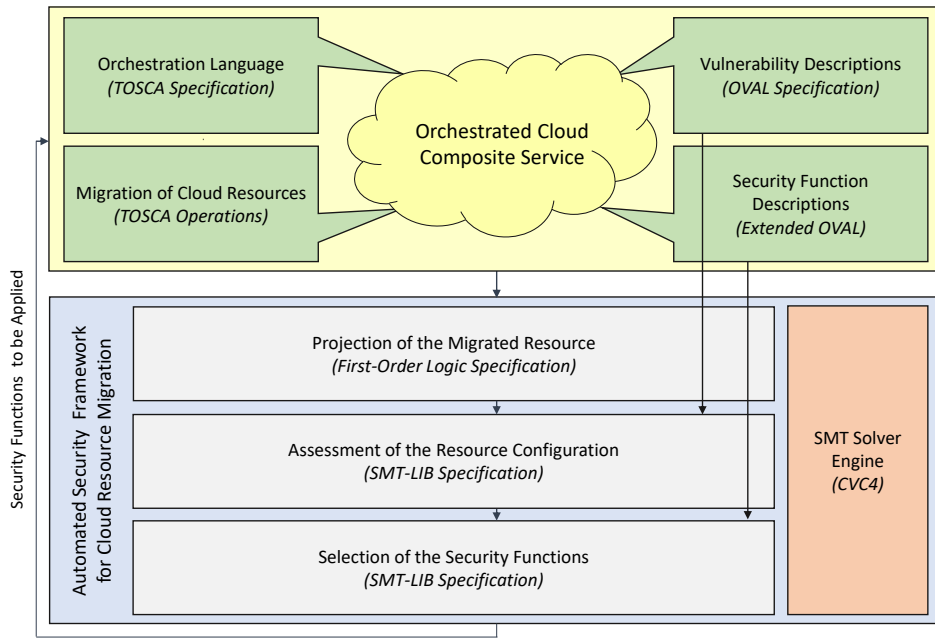 Orchestration Language
(TOSCA Specification)
Vulnerability Descriptions
(OVAL Specification)
Orchestrated Cloud
Composite Service
Migration of Cloud Resources
(TOSCA Operations)
Security Function
Descriptions
(Extended OVAL)
Security Functions to be Applied
Automated Security Framework
for Cloud Resource Migration
Projection of the Migrated Resource
(First-Order Logic Specification)
Assessment of the Resource Configuration
(SMT-LIB Specification)
Selection of the Security Functions
(SMT-LIB Specification)
SMT Solver
Engine
(CVC4)